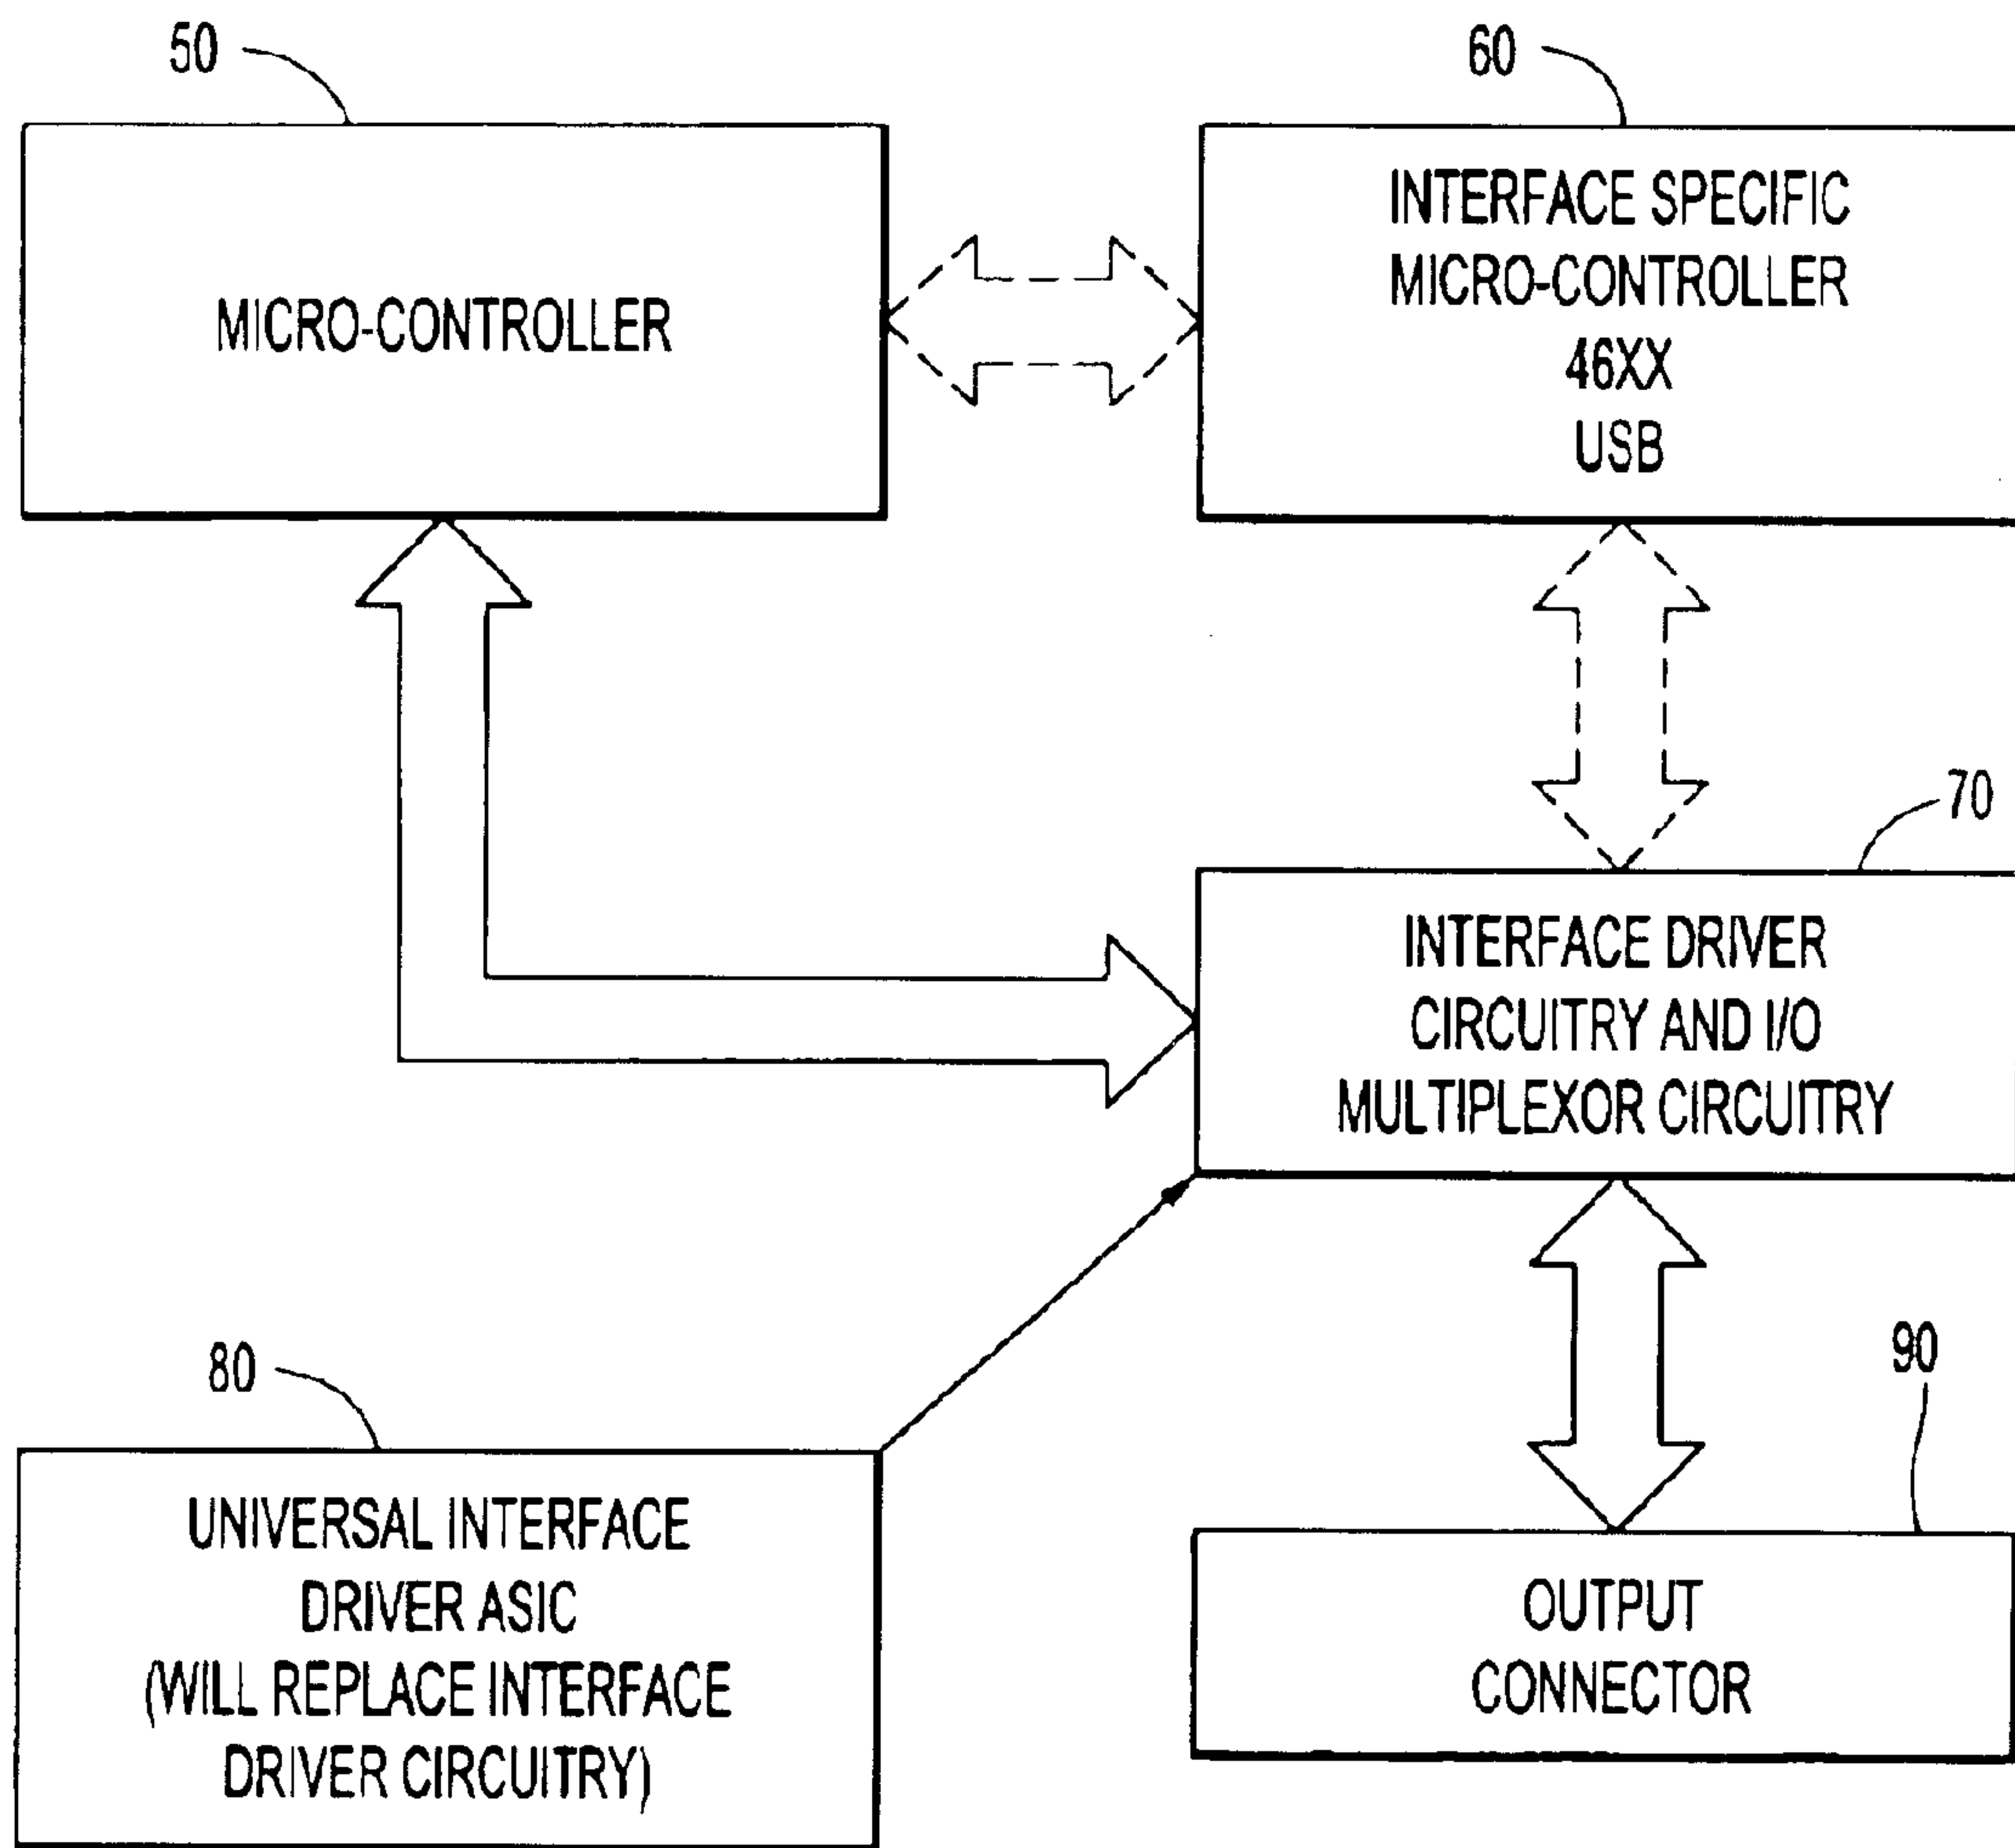 50
60
MICRO-CONTROLLER
INTERFACE SPECIFIC
MICRO-CONTROLLER
46XX
USB
70
INTERFACE DRIVER
CIRCUITRY AND I/O
MULTIPLEXOR CIRCUITRY
80
UNIVERSAL INTERFACE
DRIVER ASIC
(WILL REPLACE INTERFACE
DRIVER CIRCUITRY)
90
OUTPUT
CONNECTOR